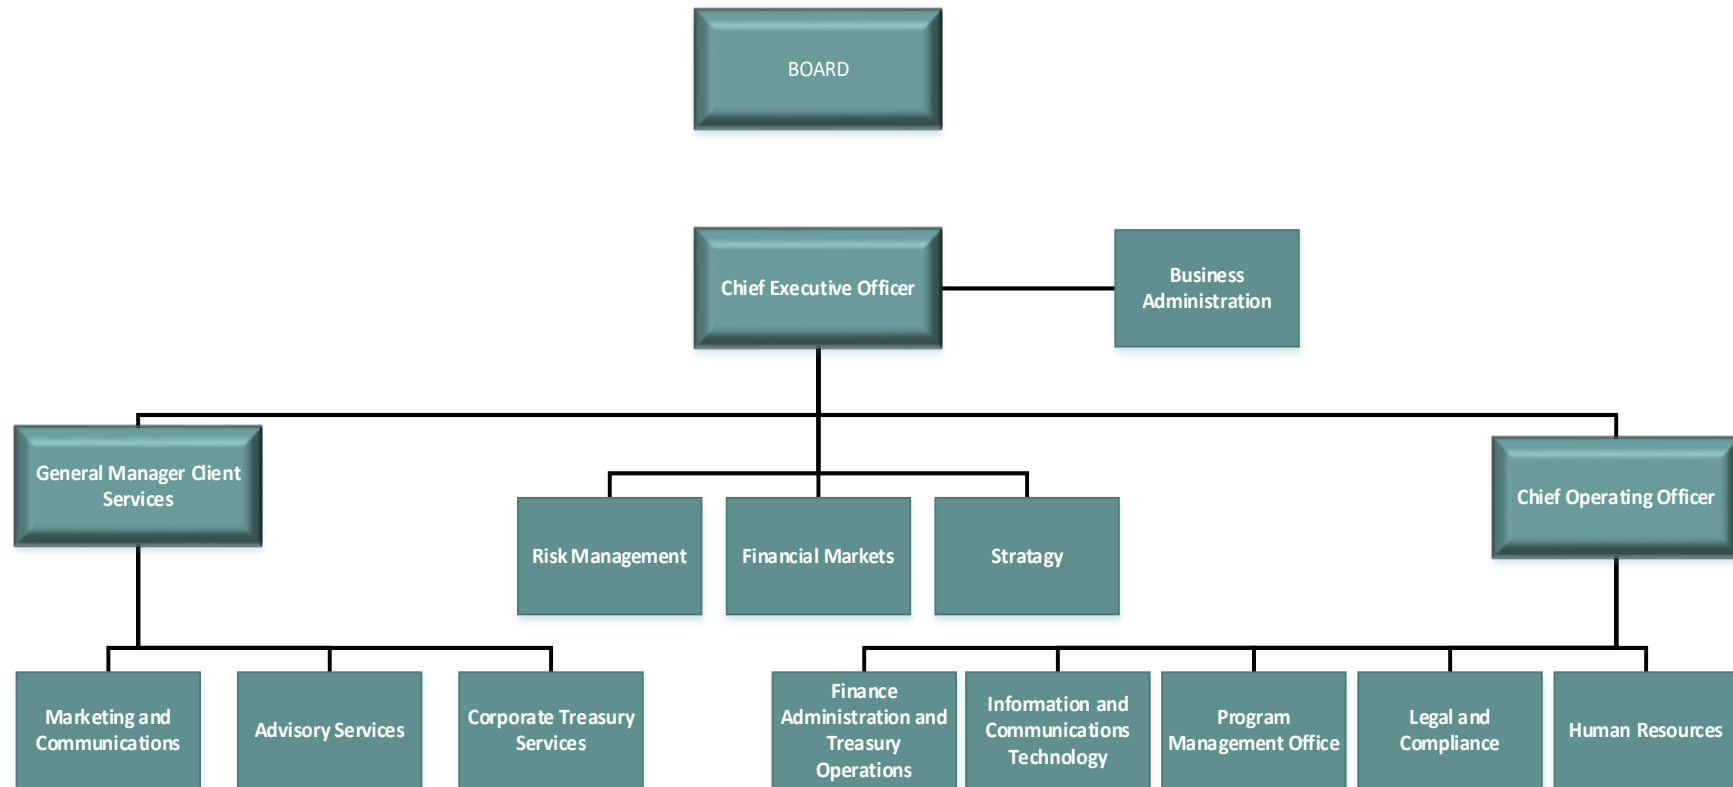 BOARD
Chief Executive Officer
Business
Administration
General Manager Client
Services
Chief Operating Officer
Risk Management
Financial Markets
Stratagy
Marketing and
Communications
Advisory Services
Corporate Treasury
Services
Finance
Administration and
Treasury
Operations
Information and
Communications
Technology
Program
Management Office
Legal and
Compliance
Human Resources